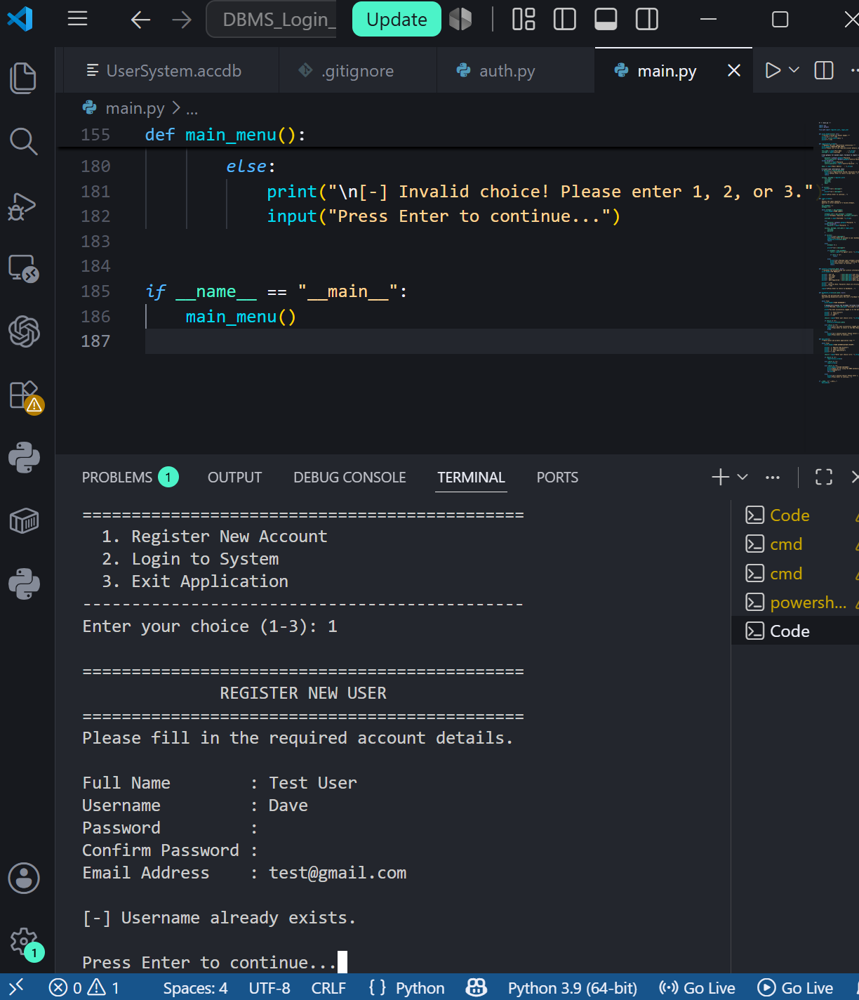 DBMS_Login_
Update
UserSystem.accdb
.gitignore
auth.py
main.py
main.py > ...
155 def main_menu():
180 else:
181 print("\n[-] Invalid choice! Please enter 1, 2, or 3.")
182 input("Press Enter to continue...")
183
184
185 if __name__ == "__main__":
186 main_menu()
187
PROBLEMS 1 OUTPUT DEBUG CONSOLE TERMINAL PORTS
=============================================
1. Register New Account
2. Login to System
3. Exit Application
---------------------------------------------
Enter your choice (1-3): 1
=============================================
REGISTER NEW USER
=============================================
Please fill in the required account details.
Full Name : Test User
Username : Dave
Password :
Confirm Password :
Email Address : test@gmail.com
[-] Username already exists.
Press Enter to continue...
Code
cmd
cmd
powersh...
Code
1
0 1 Spaces: 4 UTF-8 CRLF { } Python Python 3.9 (64-bit) Go Live Go Live